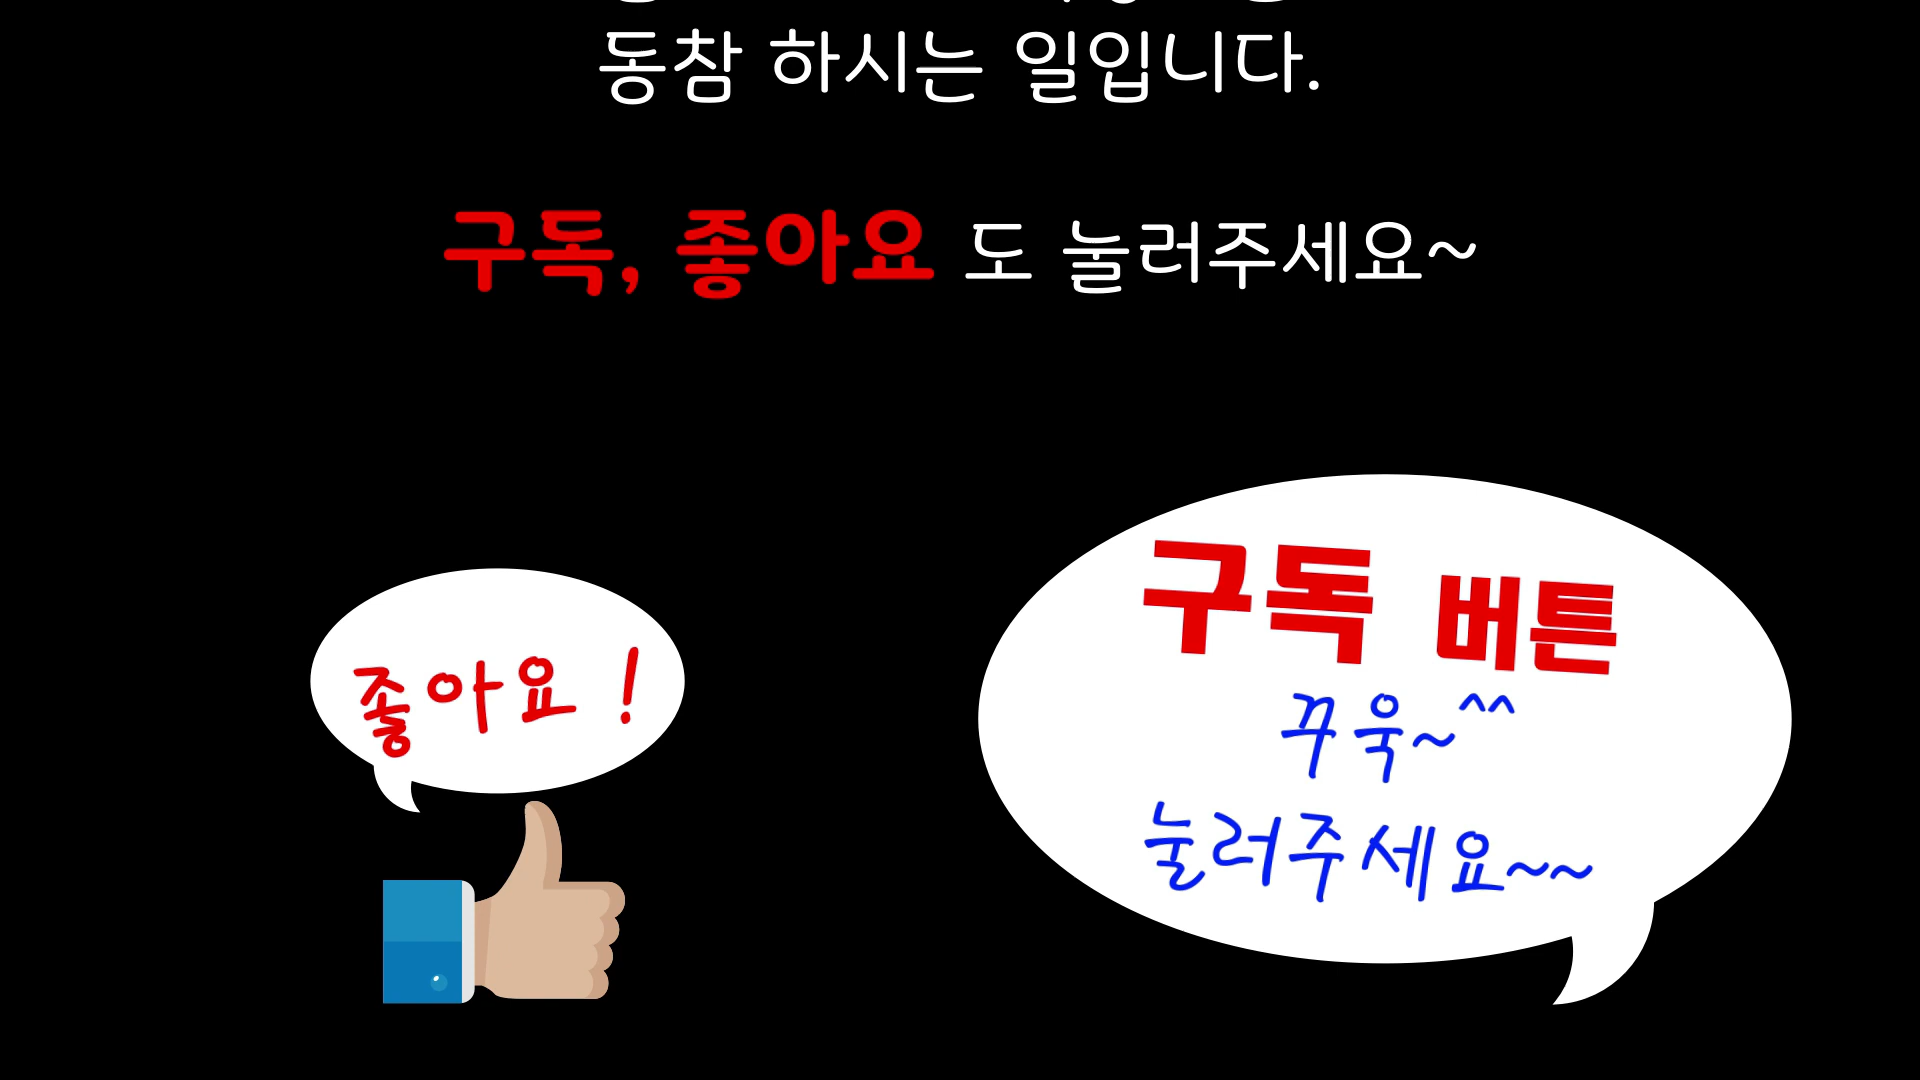 동참 하시는 일입니다.
구독, 좋아요 도 눌러주세요~
좋아요 !
구독 버튼
꾸욱~^^
눌러주세요~~